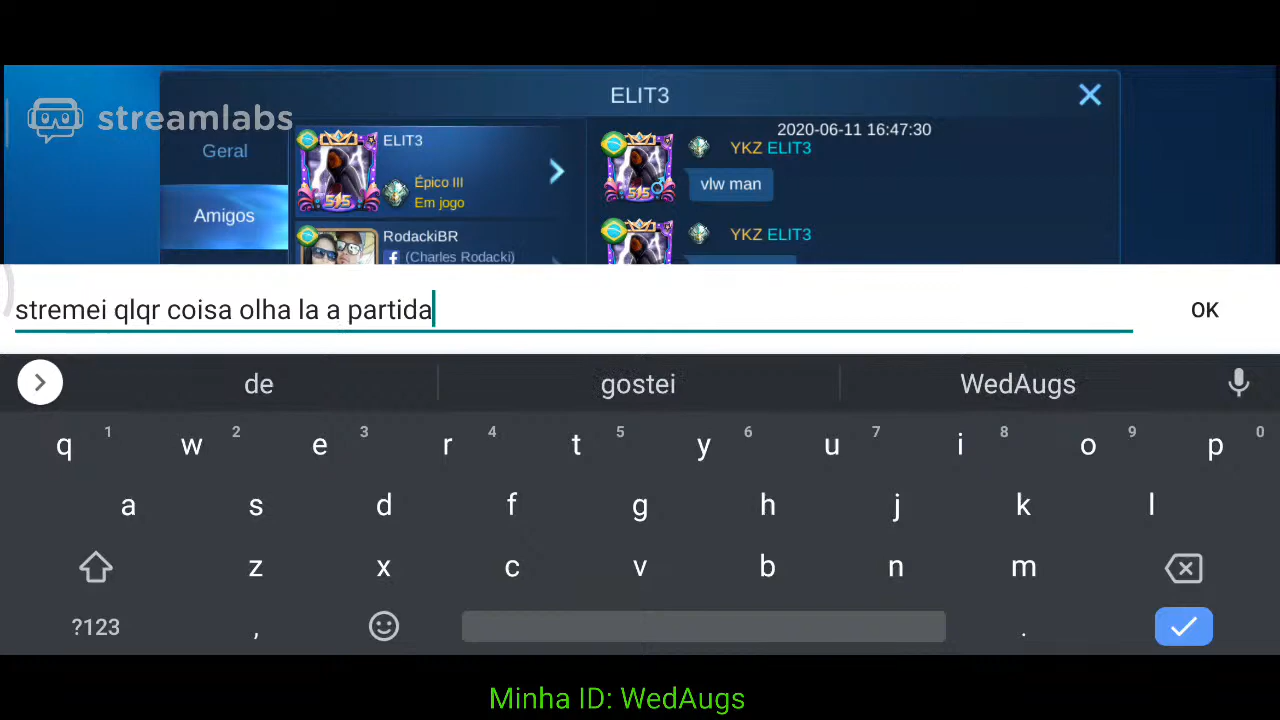 streamlabs
ELIT3
2020-06-11 16:47:30
Geral
Amigos
ELIT3
Épico III
Em jogo
515
RodackiBR
(Charles Rodacki)
YKZ ELIT3
vlw man
515
YKZ ELIT3
stremei qlqr coisa olha la a partida
OK
de gostei WedAugs
q 1 w 2 e 3 r 4 t 5 y 6 u 7 i 8 o 9 p 0
a s d f g h j k l
z x c v b n m
?123 , .
Minha ID: WedAugs